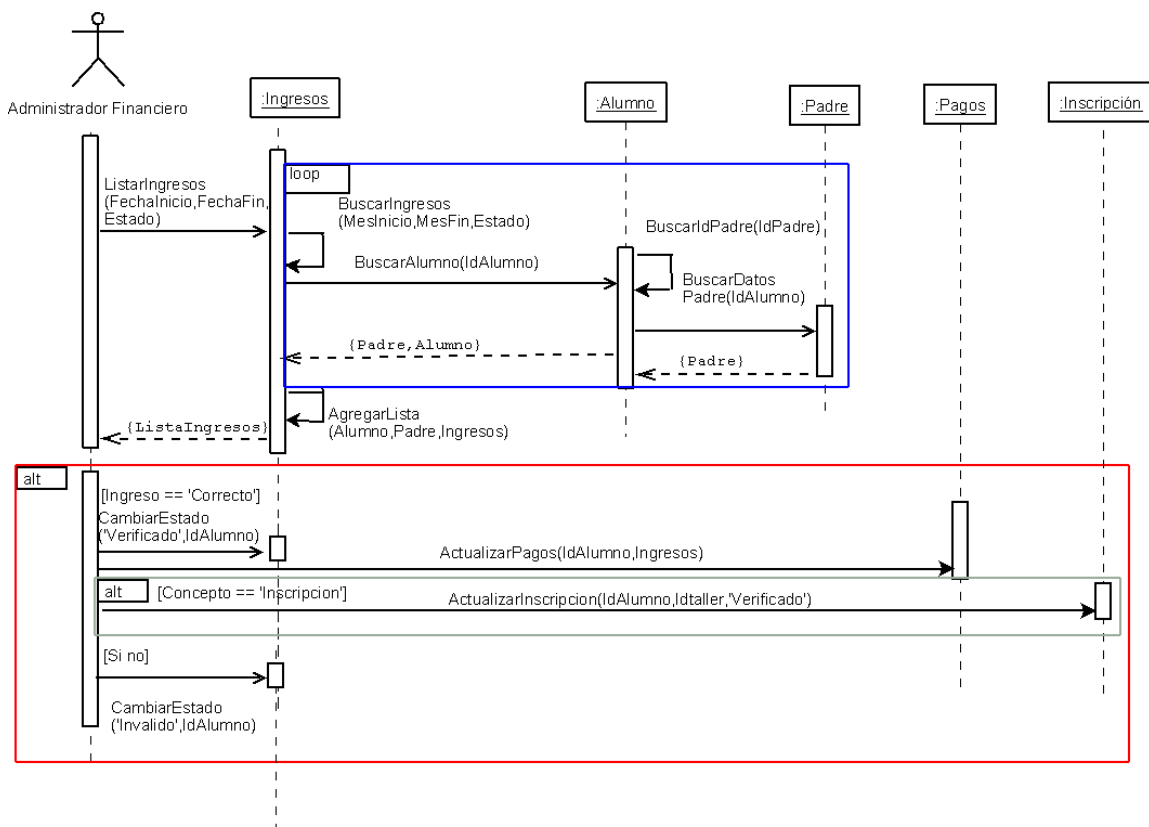 Administrador Financiero
:Ingresos
:Alumno
:Padre
:Pagos
:Inscripción
loop
ListarIngresos
(FechaInicio,FechaFin,
Estado)
BuscarIngresos
(MesInicio,MesFin,Estado)
BuscarIdPadre(IdPadre)
BuscarAlumno(IdAlumno)
BuscarDatos
Padre(IdAlumno)
{Padre,Alumno}
{Padre}
AgregarLista
(Alumno,Padre,Ingresos)
{ListaIngresos}
alt
[Ingreso == 'Correcto']
CambiarEstado
('Verificado',IdAlumno)
ActualizarPagos(IdAlumno,Ingresos)
alt
[Concepto == 'Inscripcion']
ActualizarInscripcion(IdAlumno,Idtaller,'Verificado')
[Si no]
CambiarEstado
('Invalido',IdAlumno)